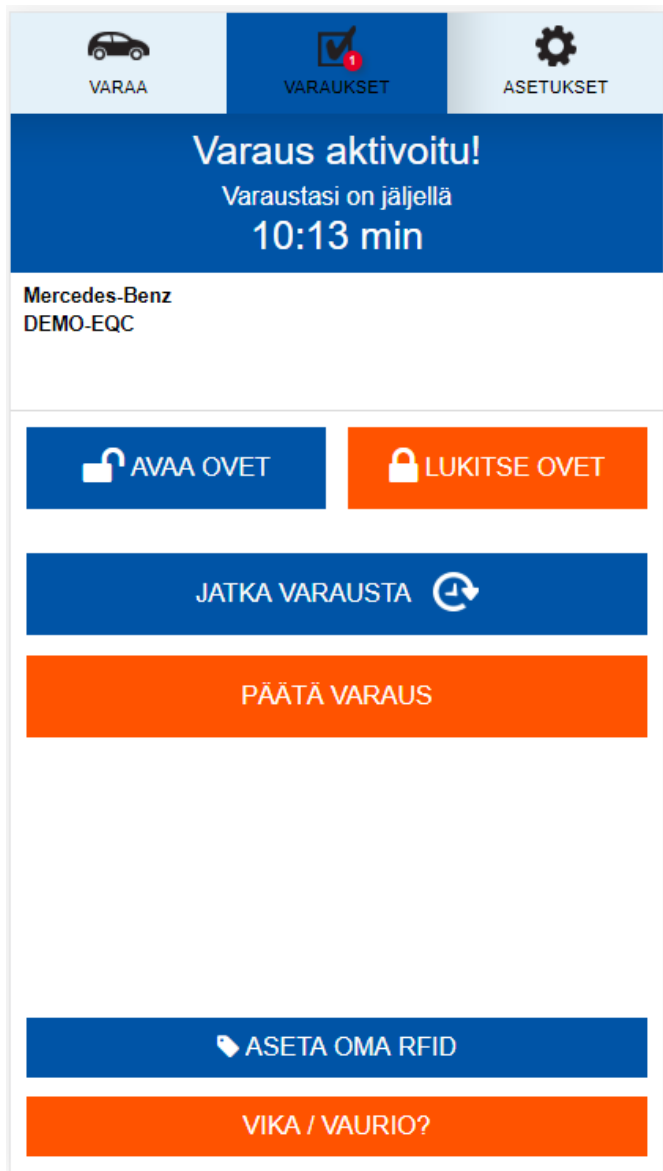 VARAA
VARAUKSET
1
ASETUKSET
Varaus aktivoitu!
Varaustasi on jäljellä
10:13 min
Mercedes-Benz
DEMO-EQC
AVAA OVET
LUKITSE OVET
JATKA VARAUSTA
PÄÄTÄ VARAUS
ASETA OMA RFID
VIKA / VAURIO?